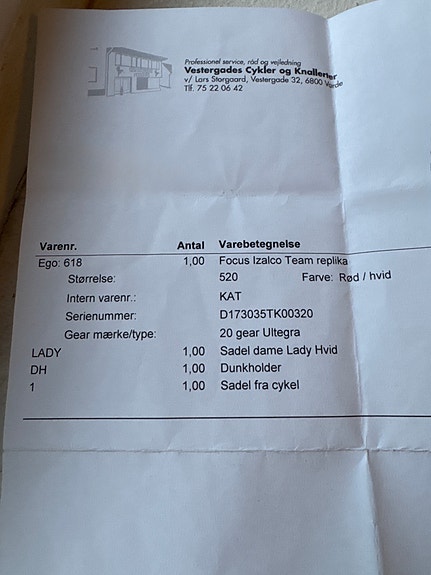 Professionel service, råd og vejledning
Vestergades Cykler og Knallerter
v/ Lars Storgaard, Vestergade 32, 6800 Varde
Tlf. 75 22 06 42
Varenr. Antal Varebetegnelse
Ego: 618 1,00 Focus Izalco Team replika
Størrelse: 520 Farve: Rød / hvid
Intern varenr.: KAT
Serienummer: D173035TK00320
Gear mærke/type: 20 gear Ultegra
LADY 1,00 Sadel dame Lady Hvid
DH 1,00 Dunkholder
1 1,00 Sadel fra cykel